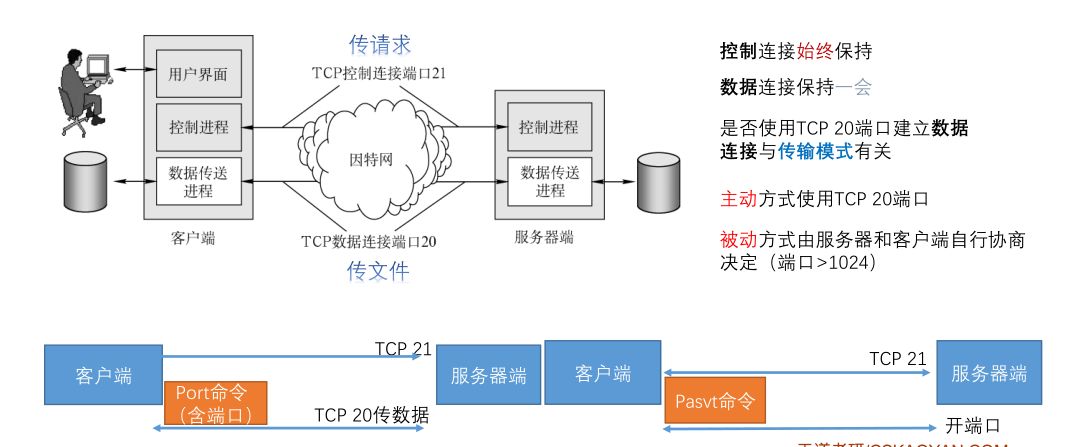 传请求
TCP控制连接端口21
用户界面
控制进程
数据传送
进程
客户端
因特网
控制进程
数据传送
进程
服务器端
TCP数据连接端口20
传文件
控制连接始终保持
数据连接保持一会
是否使用TCP 20端口建立数据
连接与传输模式有关
主动方式使用TCP 20端口
被动方式由服务器和客户端自行协商
决定（端口>1024）
客户端
TCP 21
Port命令
（含端口）
TCP 20传数据
服务器端
客户端
TCP 21
Pasvt命令
服务器端
开端口